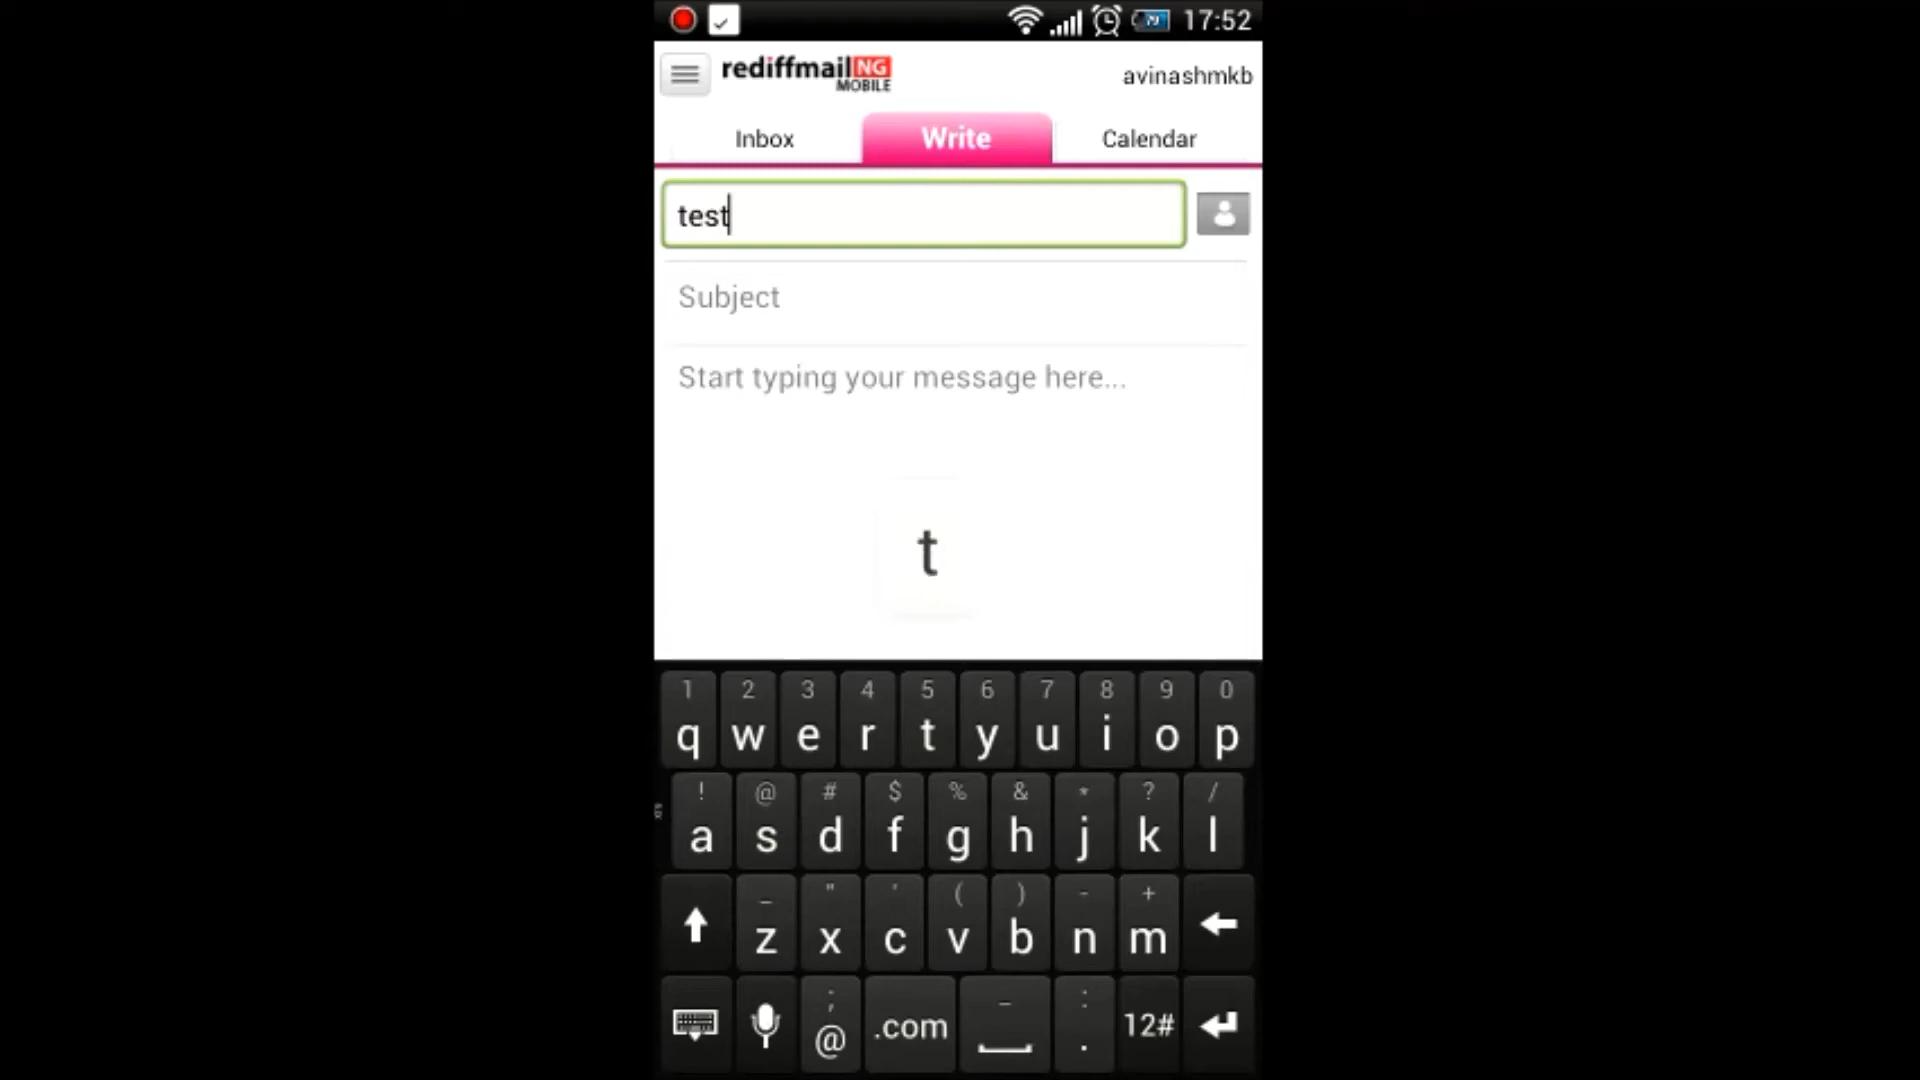 79 17:52
rediffmail NG
MOBILE
avinashmkb
Inbox Write Calendar
test
Subject
Start typing your message here...
t
1 2 3 4 5 6 7 8 9 0
q w e r t y u i o p
! @ # $ % & * ? /
a s d f g h j k l
_ " ' ( ) - +
z x c v b n m
; _ :
@ .com . 12#